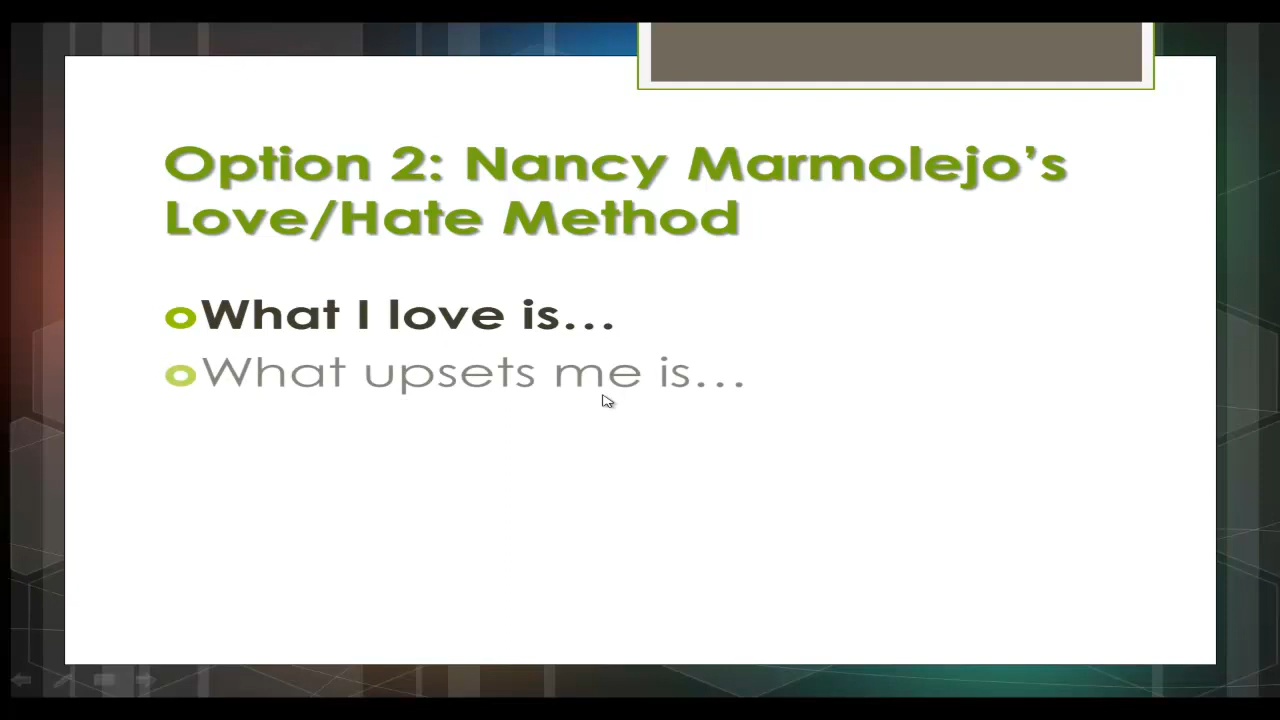 Option 2: Nancy Marmolejo’s
Love/Hate Method
What I love is…
What upsets me is…